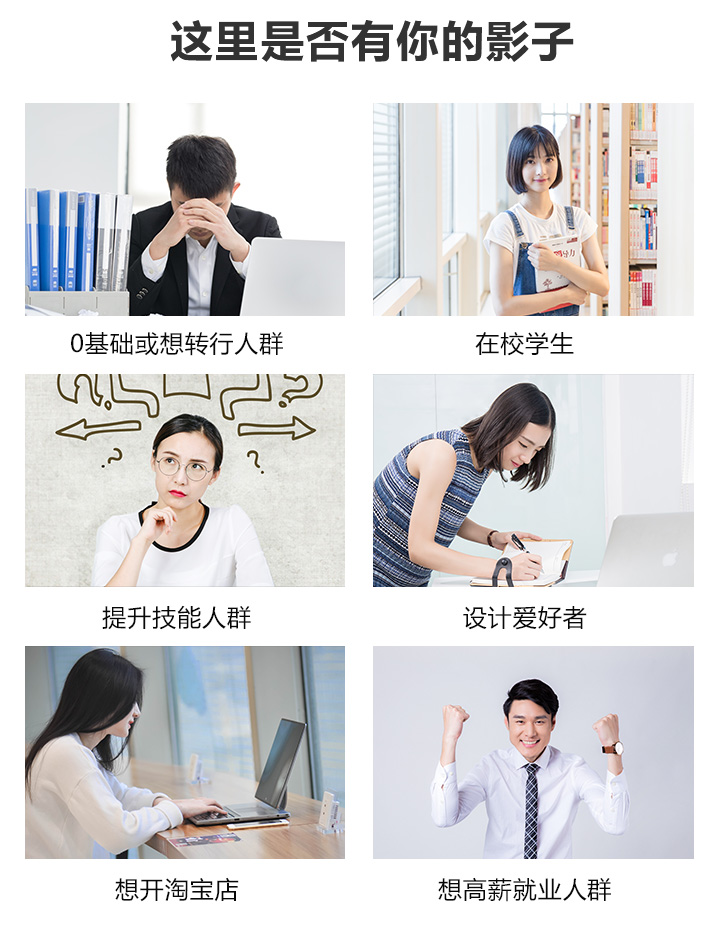 这里是否有你的影子
0基础或想转行人群
在校学生
提升技能人群
设计爱好者
想开淘宝店
想高薪就业人群